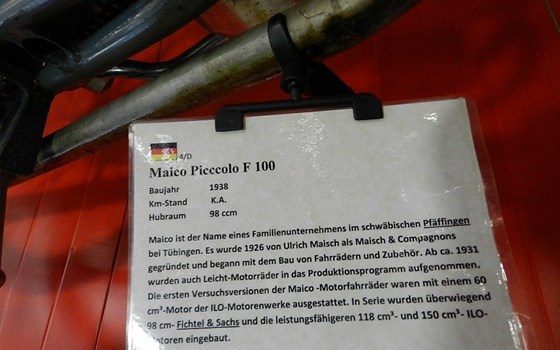 4/D
Maico Picccolo F 100
Baujahr 1938
Km-Stand K.A.
Hubraum 98 ccm
Maico ist der Name eines Familienunternehmens im schwäbischen Pfäffingen
bei Tübingen. Es wurde 1926 von Ulrich Maisch als Maisch & Compagnons
gegründet und begann mit dem Bau von Fahrrädern und Zubehör. Ab ca. 1931
wurden auch Leicht-Motorräder in das Produktionsprogramm aufgenommen.
Die ersten Versuchsversionen der Maico -Motorfahrräder waren mit einem 60
cm³-Motor der ILO-Motorenwerke ausgestattet. In Serie wurden überwiegend
98 cm- Fichtel & Sachs und die leistungsfähigeren 118 cm³- und 150 cm³- ILO-
Motoren eingebaut.